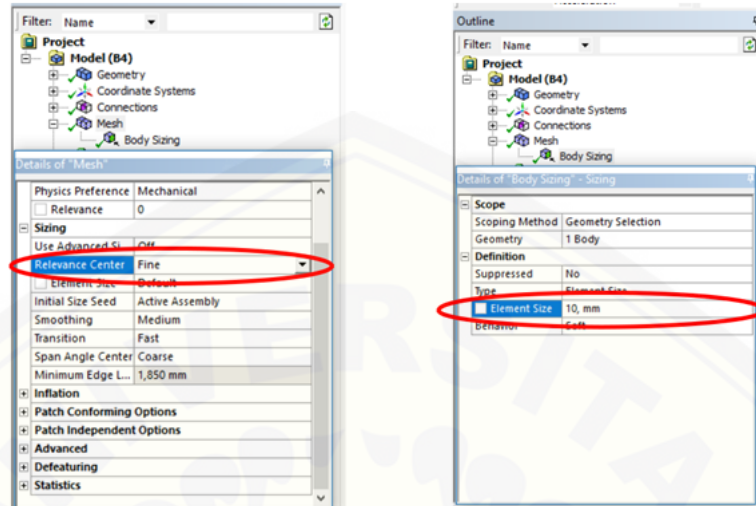 Filter: Name
Project
Model (B4)
Geometry
Coordinate Systems
Connections
Mesh
Body Sizing
Details of "Mesh"
Physics Preference Mechanical
Relevance 0
Sizing
Use Advanced Si... Off
Relevance Center Fine
Element Size Default
Initial Size Seed Active Assembly
Smoothing Medium
Transition Fast
Span Angle Center Coarse
Minimum Edge L... 1,850 mm
Inflation
Patch Conforming Options
Patch Independent Options
Advanced
Defeaturing
Statistics
Outline
Filter: Name
Project
Model (B4)
Geometry
Coordinate Systems
Connections
Mesh
Body Sizing
Details of "Body Sizing" - Sizing
Scope
Scoping Method Geometry Selection
Geometry 1 Body
Definition
Suppressed No
Type Element Size
Element Size 10, mm
Behavior Soft